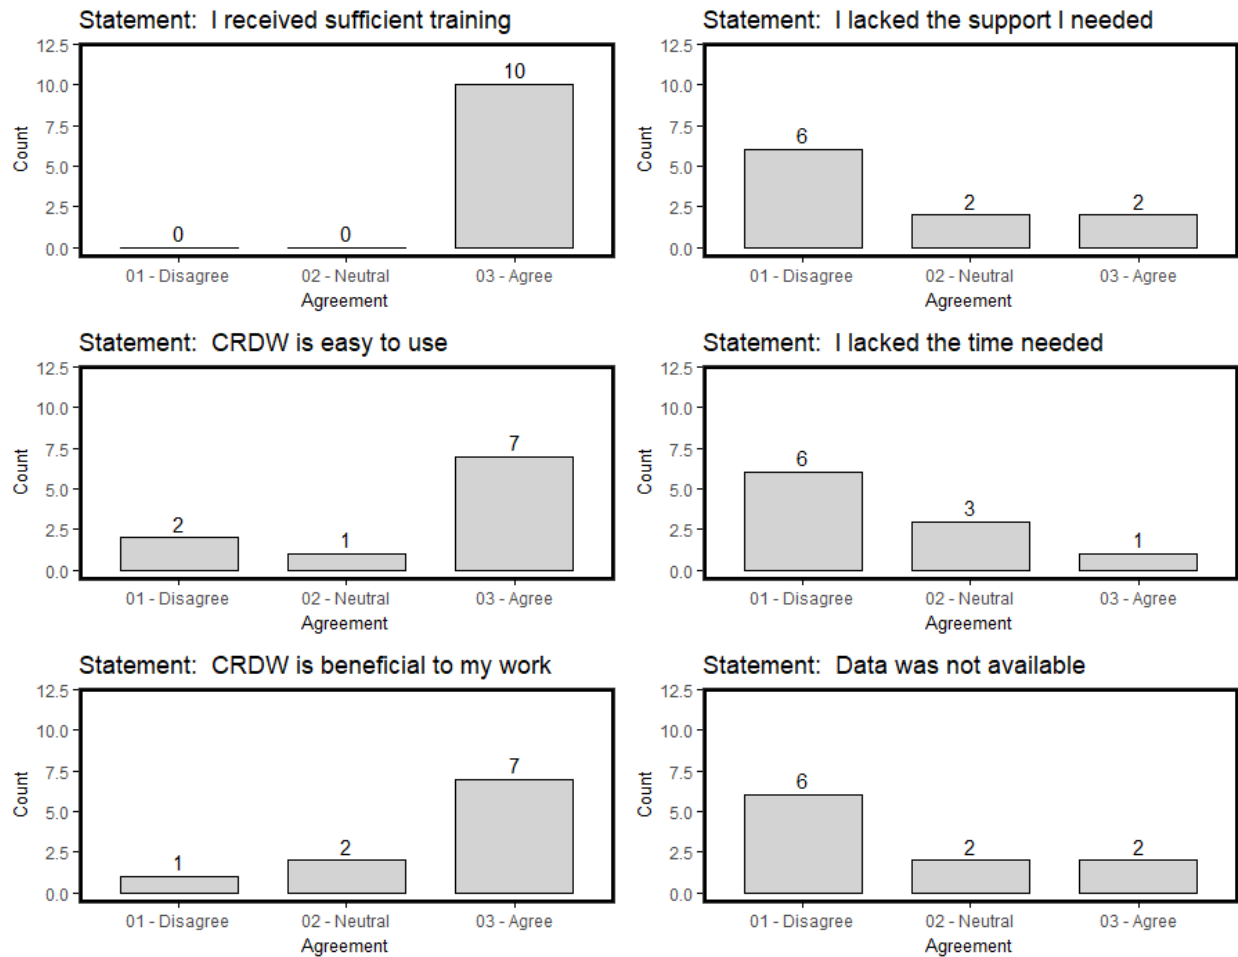 Statement:  I received sufficient training
12.5
10.0
7.5
5.0
2.5
0.0
Count
0
0
10
01 - Disagree
02 - Neutral
03 - Agree
Agreement
Statement:  I lacked the support I needed
12.5
10.0
7.5
5.0
2.5
0.0
Count
6
2
2
01 - Disagree
02 - Neutral
03 - Agree
Agreement
Statement:  CRDW is easy to use
12.5
10.0
7.5
5.0
2.5
0.0
Count
2
1
7
01 - Disagree
02 - Neutral
03 - Agree
Agreement
Statement:  I lacked the time needed
12.5
10.0
7.5
5.0
2.5
0.0
Count
6
3
1
01 - Disagree
02 - Neutral
03 - Agree
Agreement
Statement:  CRDW is beneficial to my work
12.5
10.0
7.5
5.0
2.5
0.0
Count
1
2
7
01 - Disagree
02 - Neutral
03 - Agree
Agreement
Statement:  Data was not available
12.5
10.0
7.5
5.0
2.5
0.0
Count
6
2
2
01 - Disagree
02 - Neutral
03 - Agree
Agreement